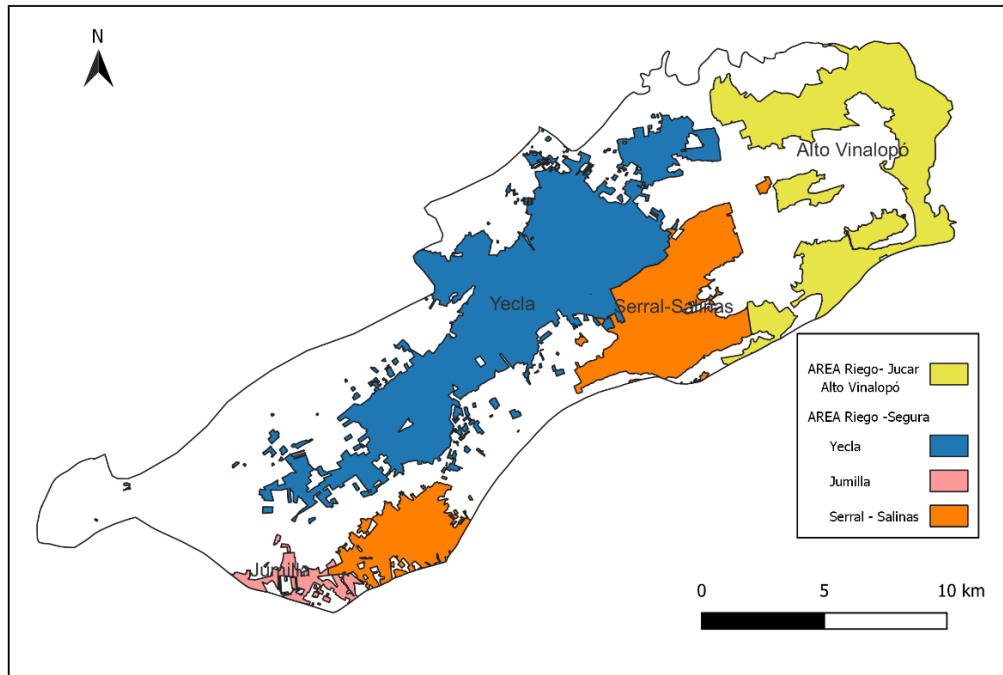 N
Alto Vinalopó
Yecla
Serral-Salinas
Jumilla
AREA Riego- Jucar
Alto Vinalopó
AREA Riego -Segura
Yecla
Jumilla
Serral - Salinas
0 5 10 km